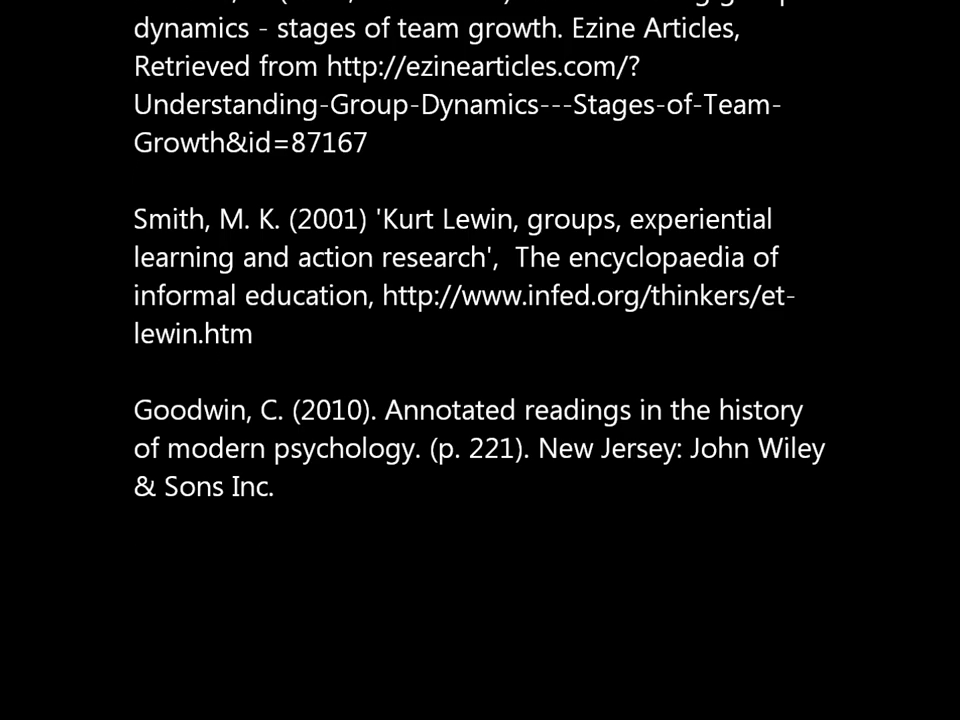 dynamics - stages of team growth. Ezine Articles,
Retrieved from http://ezinearticles.com/?
Understanding-Group-Dynamics---Stages-of-Team-
Growth&id=87167
Smith, M. K. (2001) 'Kurt Lewin, groups, experiential
learning and action research',  The encyclopaedia of
informal education, http://www.infed.org/thinkers/et-
lewin.htm
Goodwin, C. (2010). Annotated readings in the history
of modern psychology. (p. 221). New Jersey: John Wiley
& Sons Inc.